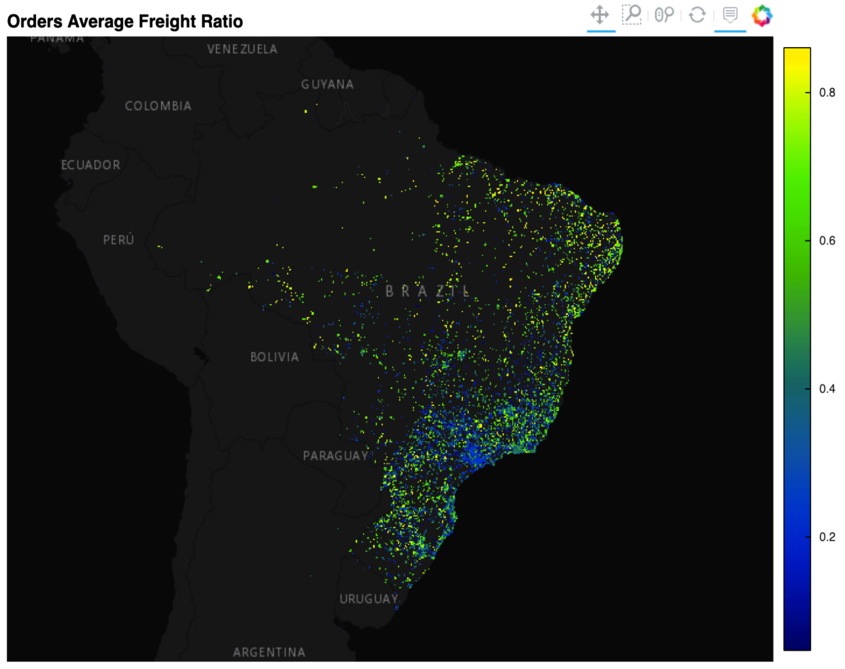 Orders Average Freight Ratio
PANAMA
VENEZUELA
GUYANA
COLOMBIA
0.8
ECUADOR
PERÚ
0.6
BRAZIL
BOLIVIA
0.4
PARAGUAY
0.2
URUGUAY
ARGENTINA